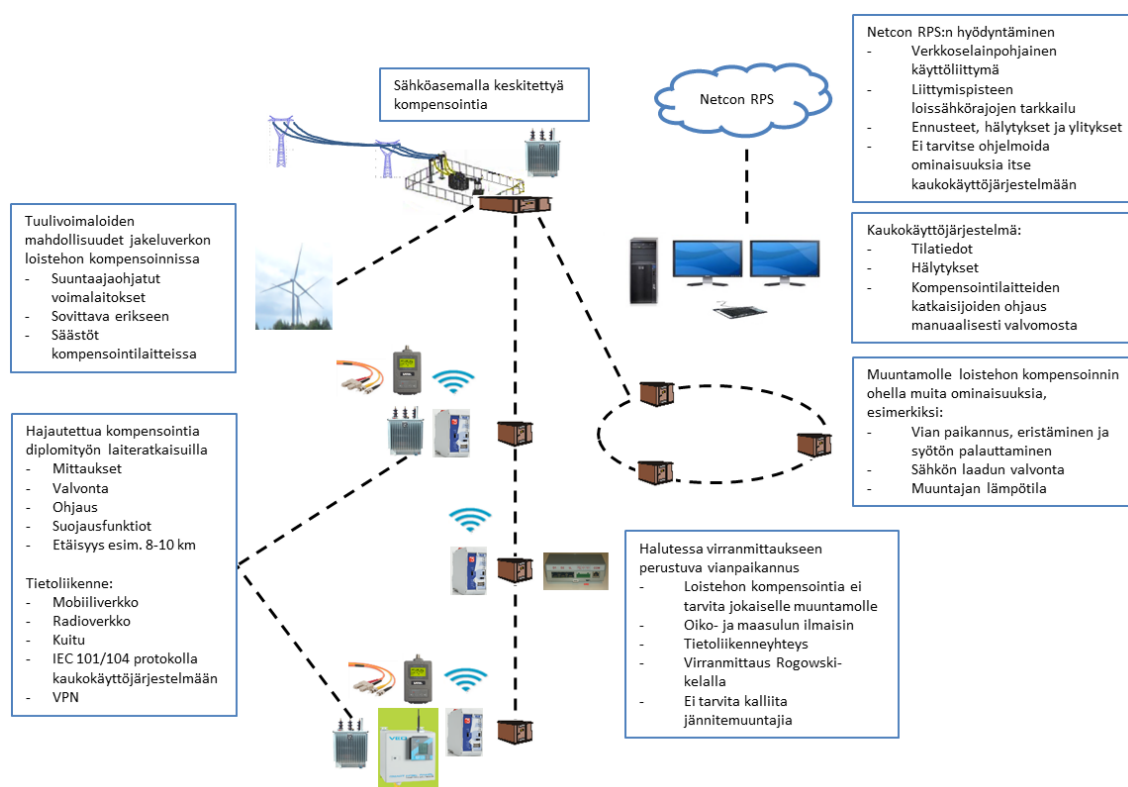 Sähköasemalla keskitettyä
kompensointia
Netcon RPS
Netcon RPS:n hyödyntäminen
- Verkkoselainpohjainen
käyttöliittymä
- Liittymispisteen
loissähkörajojen tarkkailu
- Ennusteet, hälytykset ja ylitykset
- Ei tarvitse ohjelmoida
ominaisuuksia itse
kaukokäyttöjärjestelmään
Tuulivoimaloiden
mahdollisuudet jakeluverkon
loistehon kompensoinnissa
- Suuntaajaohjatut
voimalaitokset
- Sovittava erikseen
- Säästöt
kompensointilaitteissa
Kaukokäyttöjärjestelmä:
- Tilatiedot
- Hälytykset
- Kompensointilaitteiden
katkaisijoiden ohjaus
manuaalisesti valvomosta
Muuntamolle loistehon kompensoinnin
ohella muita ominaisuuksia,
esimerkiksi:
- Vian paikannus, eristäminen ja
syötön palauttaminen
- Sähkön laadun valvonta
- Muuntajan lämpötila
Hajautettua kompensointia
diplomityön laiteratkaisuilla
- Mittaukset
- Valvonta
- Ohjaus
- Suojausfunktiot
- Etäisyys esim. 8-10 km
Tietoliikenne:
- Mobiiliverkko
- Radioverkko
- Kuitu
- IEC 101/104 protokolla
kaukokäyttöjärjestelmään
- VPN
Halutessa virranmittaukseen
perustuva vianpaikannus
- Loistehon kompensointia ei
tarvita jokaiselle muuntamolle
- Oiko- ja maasulun ilmaisin
- Tietoliikenneyhteys
- Virranmittaus Rogowski-
kelalla
- Ei tarvita kalliita
jännitemuuntajia